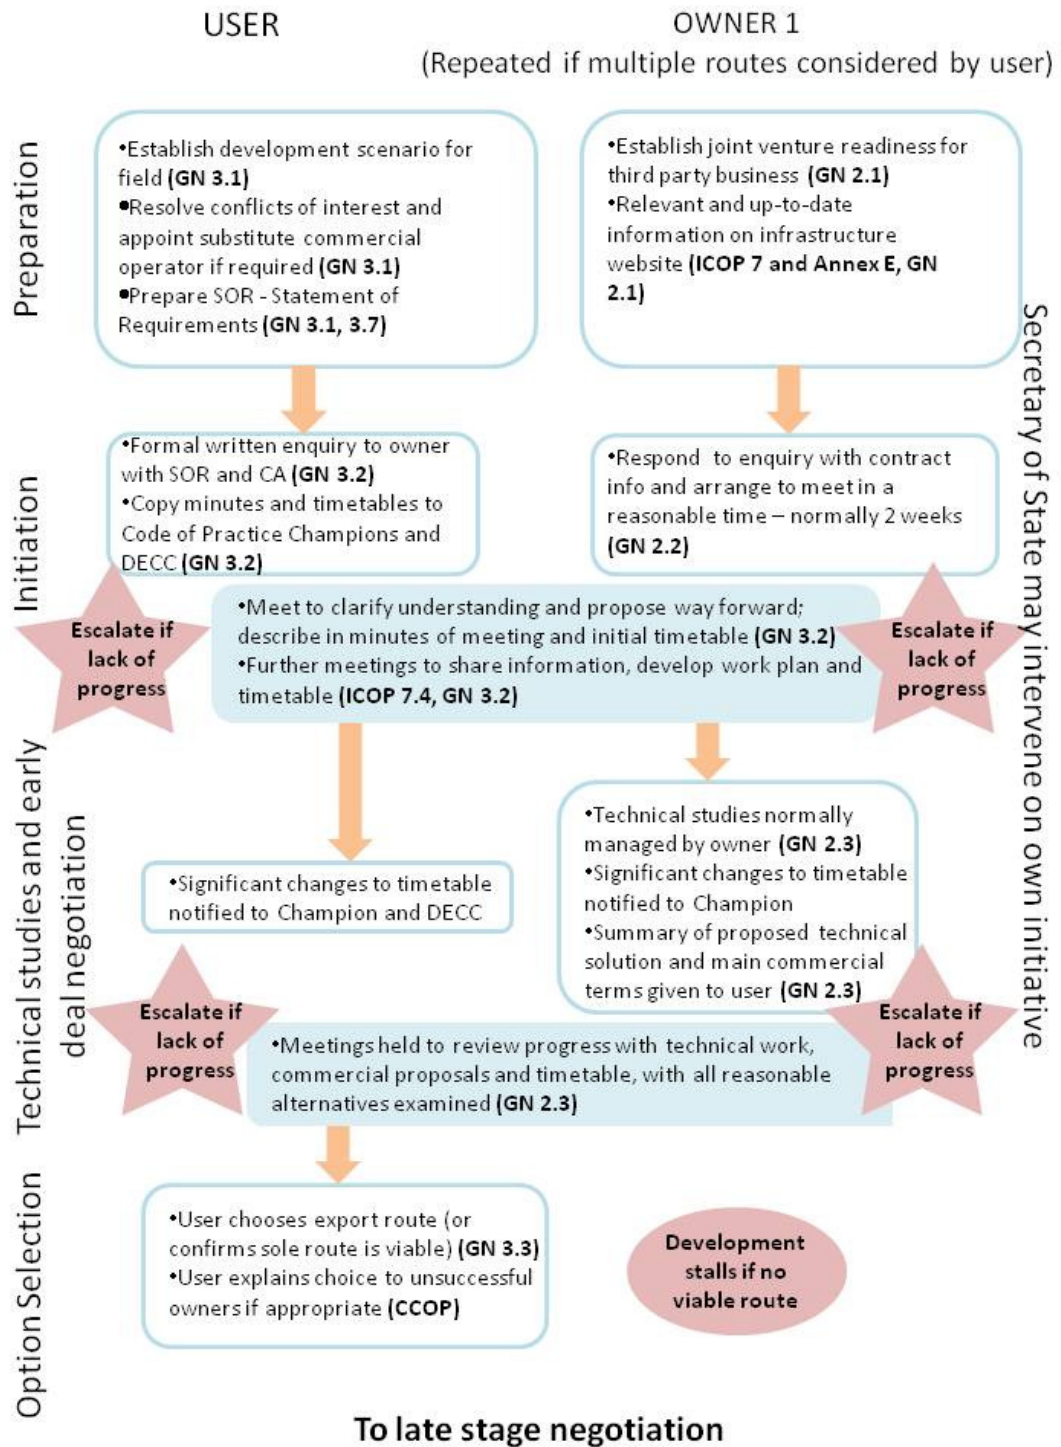 USER
OWNER 1
(Repeated if multiple routes considered by user)
Preparation
•Establish development scenario for
field (GN 3.1)
•Resolve conflicts of interest and
appoint substitute commercial
operator if required (GN 3.1)
•Prepare SOR - Statement of
Requirements (GN 3.1, 3.7)
•Establish joint venture readiness for
third party business (GN 2.1)
•Relevant and up-to-date
information on infrastructure
website (ICOP 7 and Annex E, GN
2.1)
Secretary of State may intervene on own initiative
Initiation
•Formal written enquiry to owner
with SOR and CA (GN 3.2)
•Copy minutes and timetables to
Code of Practice Champions and
DECC (GN 3.2)
•Respond to enquiry with contract
info and arrange to meet in a
reasonable time – normally 2 weeks
(GN 2.2)
Escalate if
lack of
progress
•Meet to clarify understanding and propose way forward;
describe in minutes of meeting and initial timetable (GN 3.2)
•Further meetings to share information, develop work plan and
timetable (ICOP 7.4, GN 3.2)
Escalate if
lack of
progress
Technical studies and early
deal negotiation
•Significant changes to timetable
notified to Champion and DECC
•Technical studies normally
managed by owner (GN 2.3)
•Significant changes to timetable
notified to Champion
•Summary of proposed technical
solution and main commercial
terms given to user (GN 2.3)
Escalate if
lack of
progress
•Meetings held to review progress with technical work,
commercial proposals and timetable, with all reasonable
alternatives examined (GN 2.3)
Escalate if
lack of
progress
Option Selection
•User chooses export route (or
confirms sole route is viable) (GN 3.3)
•User explains choice to unsuccessful
owners if appropriate (CCOP)
Development
stalls if no
viable route
To late stage negotiation